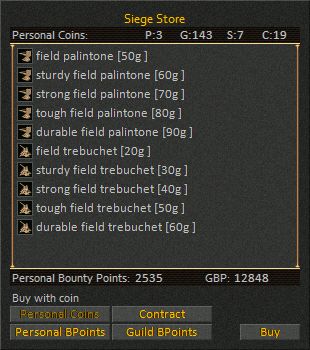 Siege Store
Personal Coins: P:3 G:143 S:7 C:19
field palintone [50g ]
sturdy field palintone [60g ]
strong field palintone [70g ]
tough field palintone [80g ]
durable field palintone [90g ]
field trebuchet [20g ]
sturdy field trebuchet [30g ]
strong field trebuchet [40g ]
tough field trebuchet [50g ]
durable field trebuchet [60g ]
Personal Bounty Points: 2535 GBP: 12848
Buy with coin
Personal Coins Contract
Personal BPoints Guild BPoints Buy